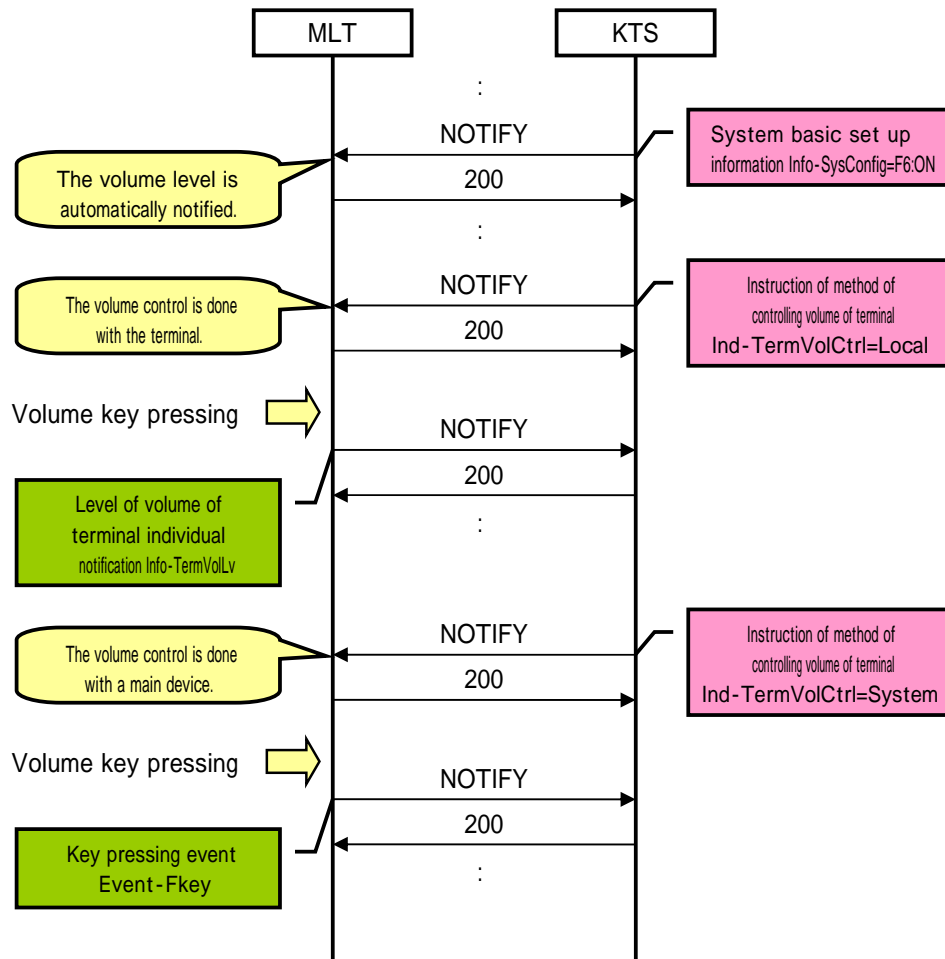 MLT
KTS
:
NOTIFY
System basic set up
information Info-SysConfig=F6:ON
The volume level is
automatically notified.
200
:
NOTIFY
Instruction of method of
controlling volume of terminal
Ind-TermVolCtrl=Local
The volume control is done
with the terminal.
200
Volume key pressing
NOTIFY
200
Level of volume of
terminal individual
notification Info-TermVolLv
:
NOTIFY
Instruction of method of
controlling volume of terminal
Ind-TermVolCtrl=System
The volume control is done
with a main device.
200
Volume key pressing
NOTIFY
200
Key pressing event
Event-Fkey
: